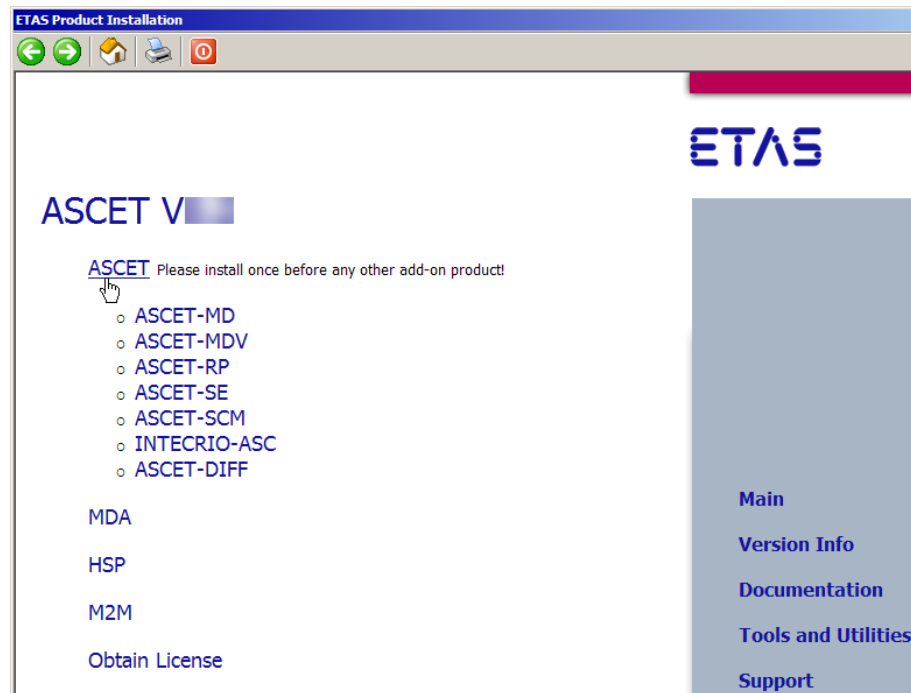 ETAS Product Installation
ETAS
ASCET V
ASCET Please install once before any other add-on product!
ASCET-MD
ASCET-MDV
ASCET-RP
ASCET-SE
ASCET-SCM
INTECRIO-ASC
ASCET-DIFF
MDA
HSP
M2M
Obtain License
Main
Version Info
Documentation
Tools and Utilities
Support